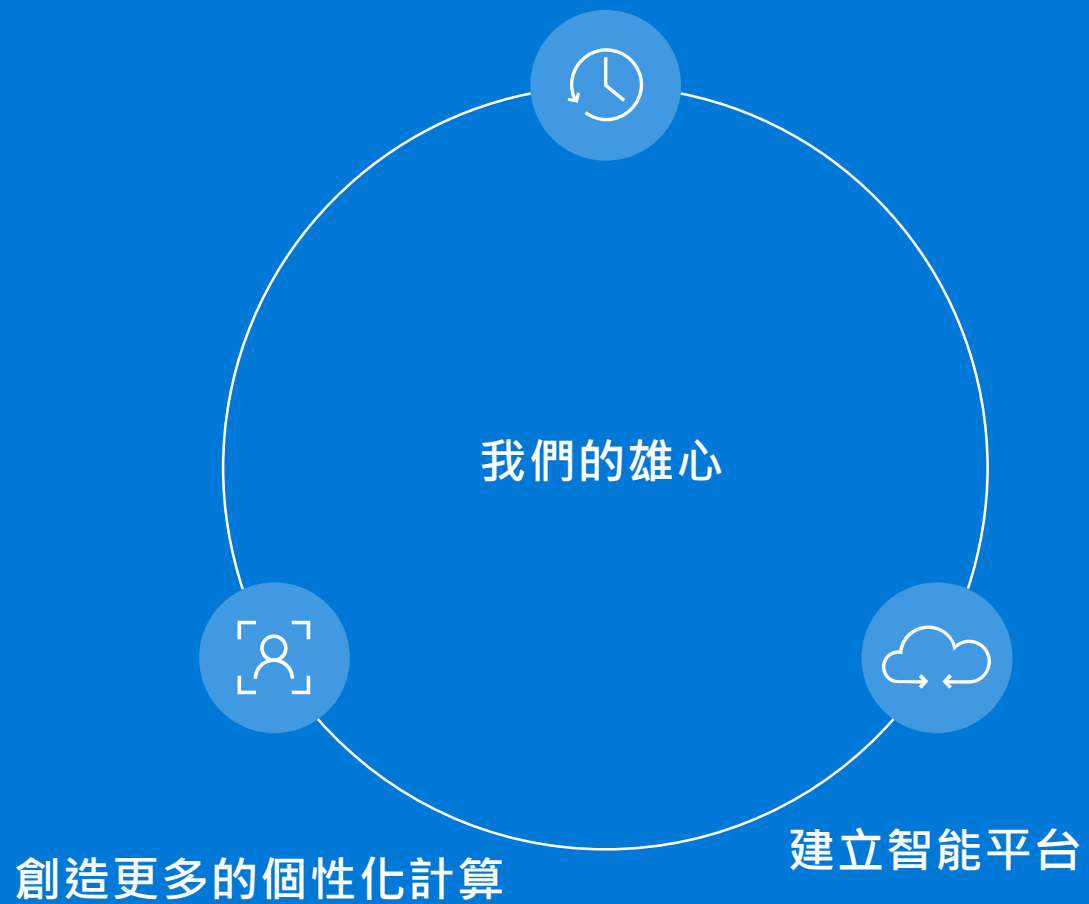 我們的雄心
建立智能平台
創造更多的個性化計算